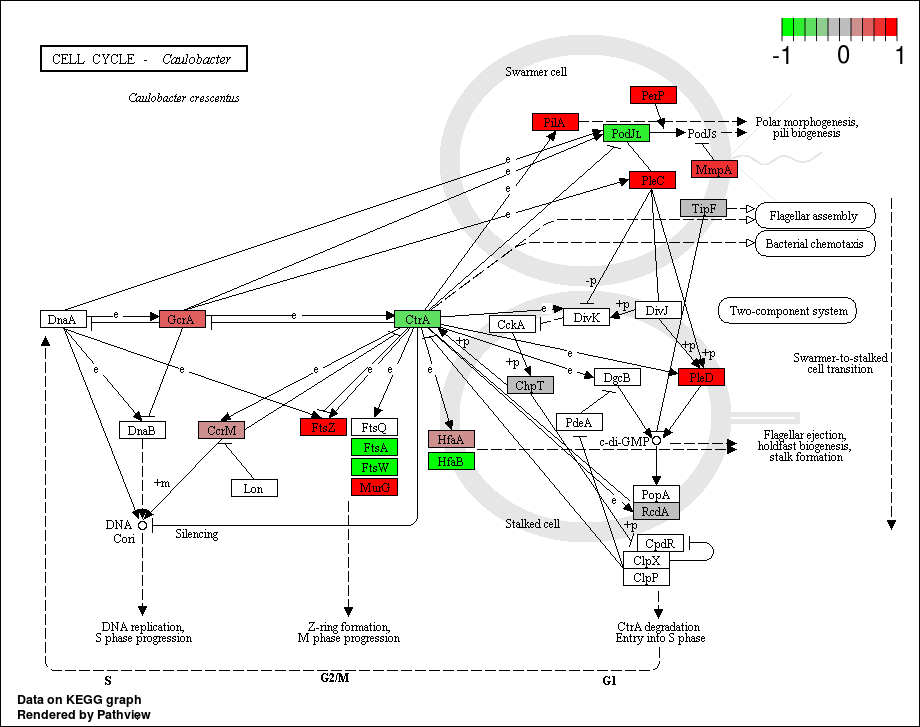 CELL CYCLE - Caulobacter
-1 0 1
Caulobacter crescentus
Swarmer cell
PerP
PilA
PodJL
PodJs
Polar morphogenesis,
pili biogenesis
MmpA
PleC
TipF
Flagellar assembly
Bacterial chemotaxis
e
e
e
e
-p
DnaA
e
GcrA
e
CtrA
e
CckA
DivK
+p
DivJ
Two-component system
+p
+p
+p
+p
Swarmer-to-stalked
cell transition
e
e
e
e
e
e
e
e
ChpT
DgcB
PleD
PdeA
DnaB
CcrM
FtsZ
FtsQ
FtsA
FtsW
MurG
HfaA
HfaB
c-di-GMP
Flagellar ejection,
holdfast biogenesis,
stalk formation
Lon
+m
PopA
RcdA
e
+p
DNA
Cori
Silencing
Stalked cell
CpdR
ClpX
ClpP
DNA replication,
S phase progression
Z-ring formation,
M phase progression
CtrA degradation
Entry into S phase
S
G2/M
G1
Data on KEGG graph
Rendered by Pathview